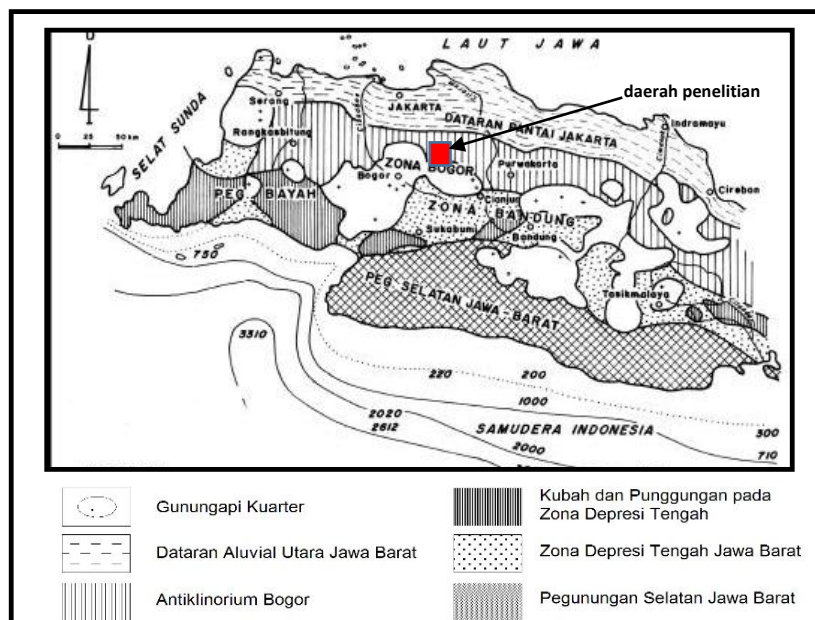 LAUT JAWA
SELAT SUNDA
daerah penelitian
Serang
JAKARTA
DATARAN PANTAI JAKARTA
Indramayu
0 25 50 km
Rangkasbitung
ZONA BOGOR
Bogor
Purwakarta
Cirebon
PEG. BAYAH
Cianjur
ZONA BANDUNG
Sukabumi
Bandung
PEG. SELATAN JAWA-BARAT
Tasikmalaya
750
3310
220
200
1000
2020
2612
SAMUDERA INDONESIA
2000
300
710
Gunungapi Kuarter
Dataran Aluvial Utara Jawa Barat
Antiklinorium Bogor
Kubah dan Punggungan pada
Zona Depresi Tengah
Zona Depresi Tengah Jawa Barat
Pegunungan Selatan Jawa Barat